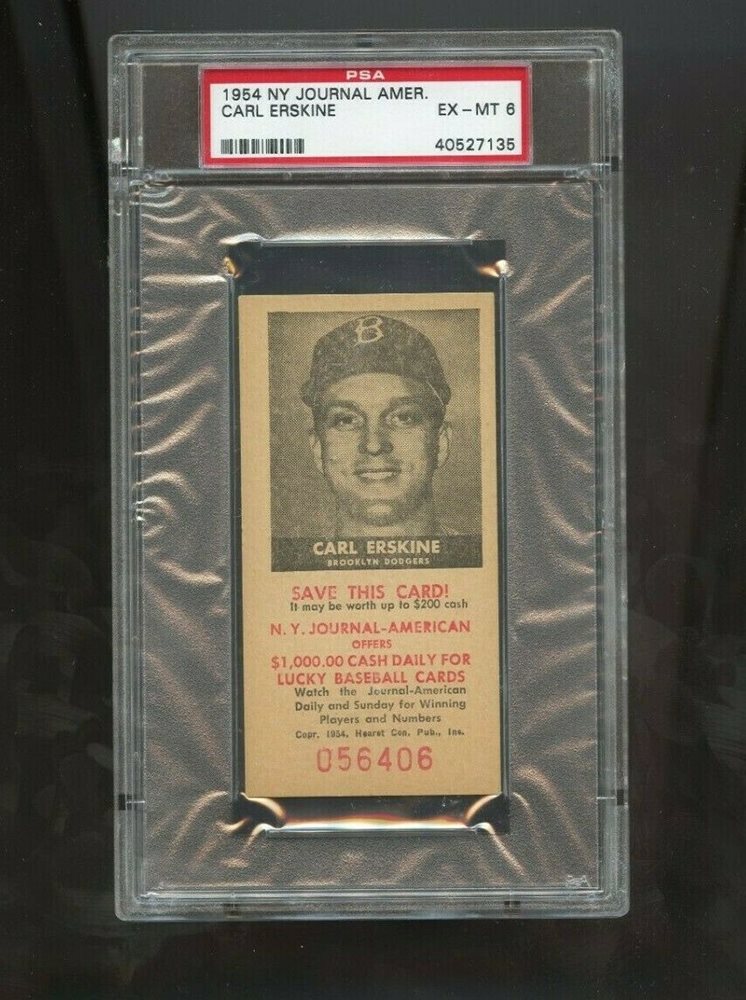 PSA
1954 NY JOURNAL AMER.
CARL ERSKINE EX-MT 6
40527135
B
CARL ERSKINE
BROOKLYN DODGERS
SAVE THIS CARD!
It may be worth up to $200 cash
N.Y. JOURNAL-AMERICAN
OFFERS
$1,000.00 CASH DAILY FOR
LUCKY BASEBALL CARDS
Watch the Journal-American
Daily and Sunday for Winning
Players and Numbers
Copr. 1954, Hearst Con. Pub., Inc.
056406
PSA